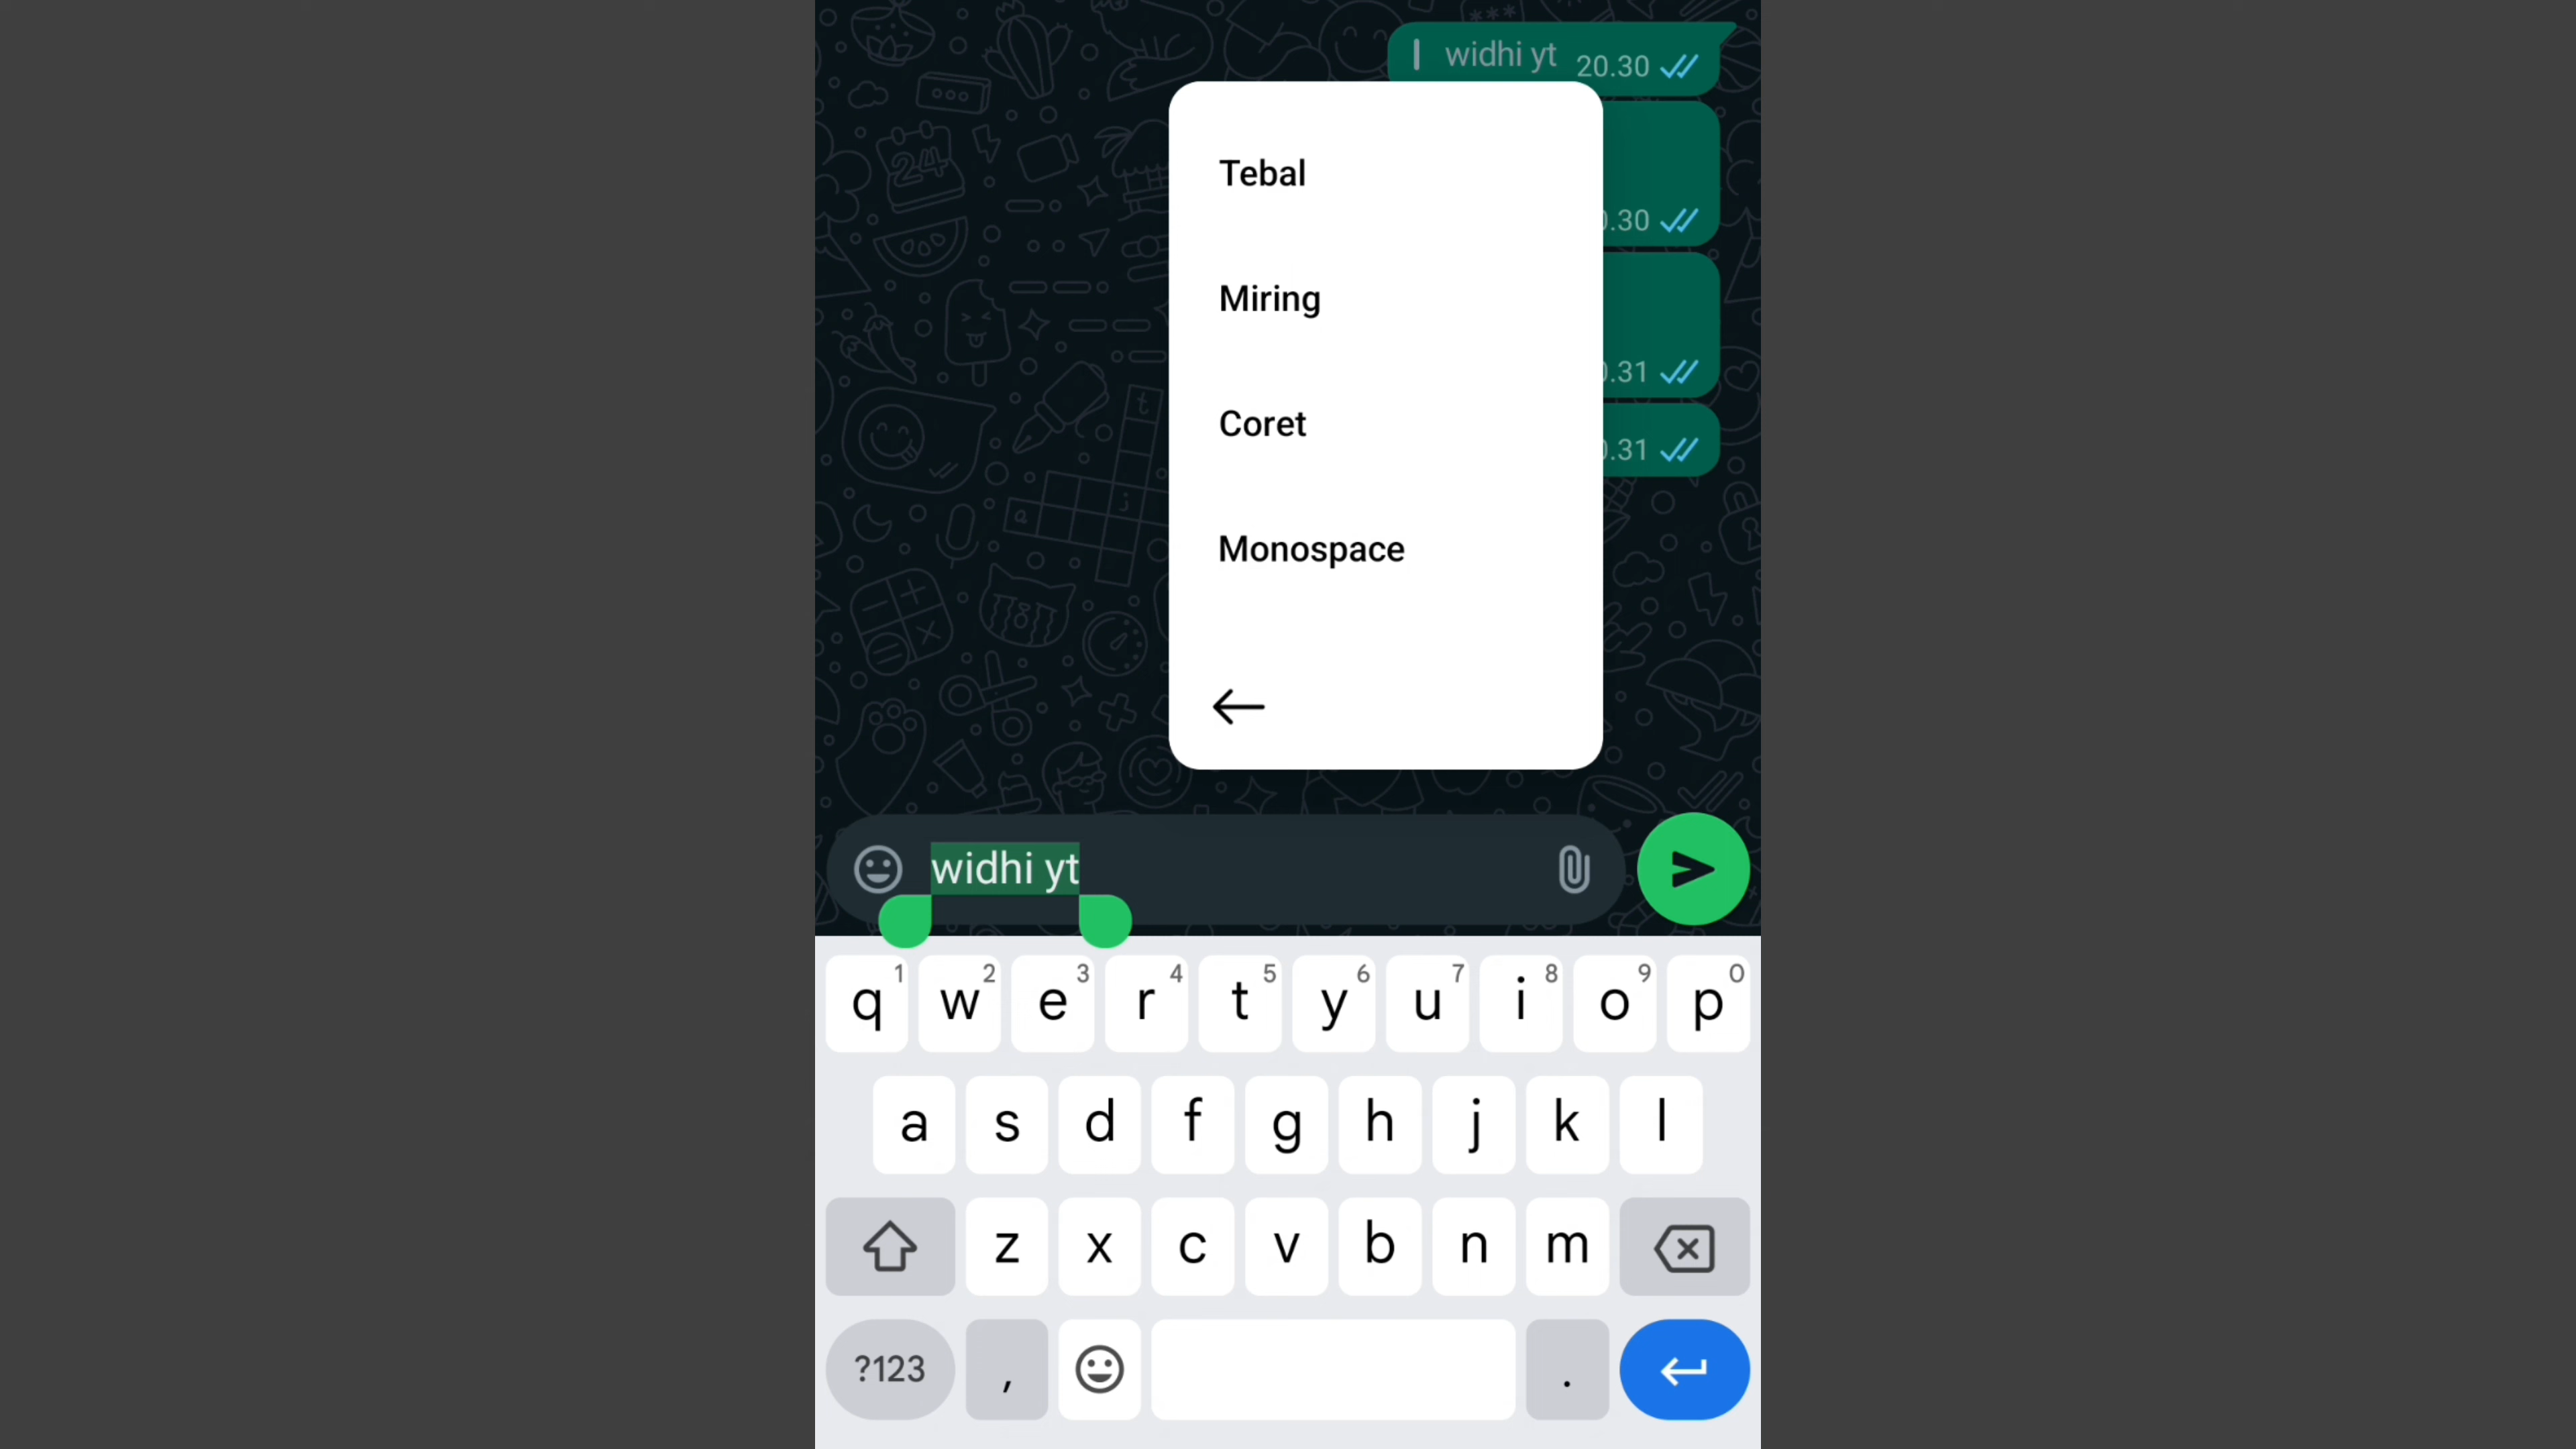 widhi yt 20.30
Tebal
.30
Miring
.31
Coret
.31
Monospace
widhi yt
q 1 w 2 e 3 r 4 t 5 y 6 u 7 i 8 o 9 p 0
a s d f g h j k l
z x c v b n m
?123 , .